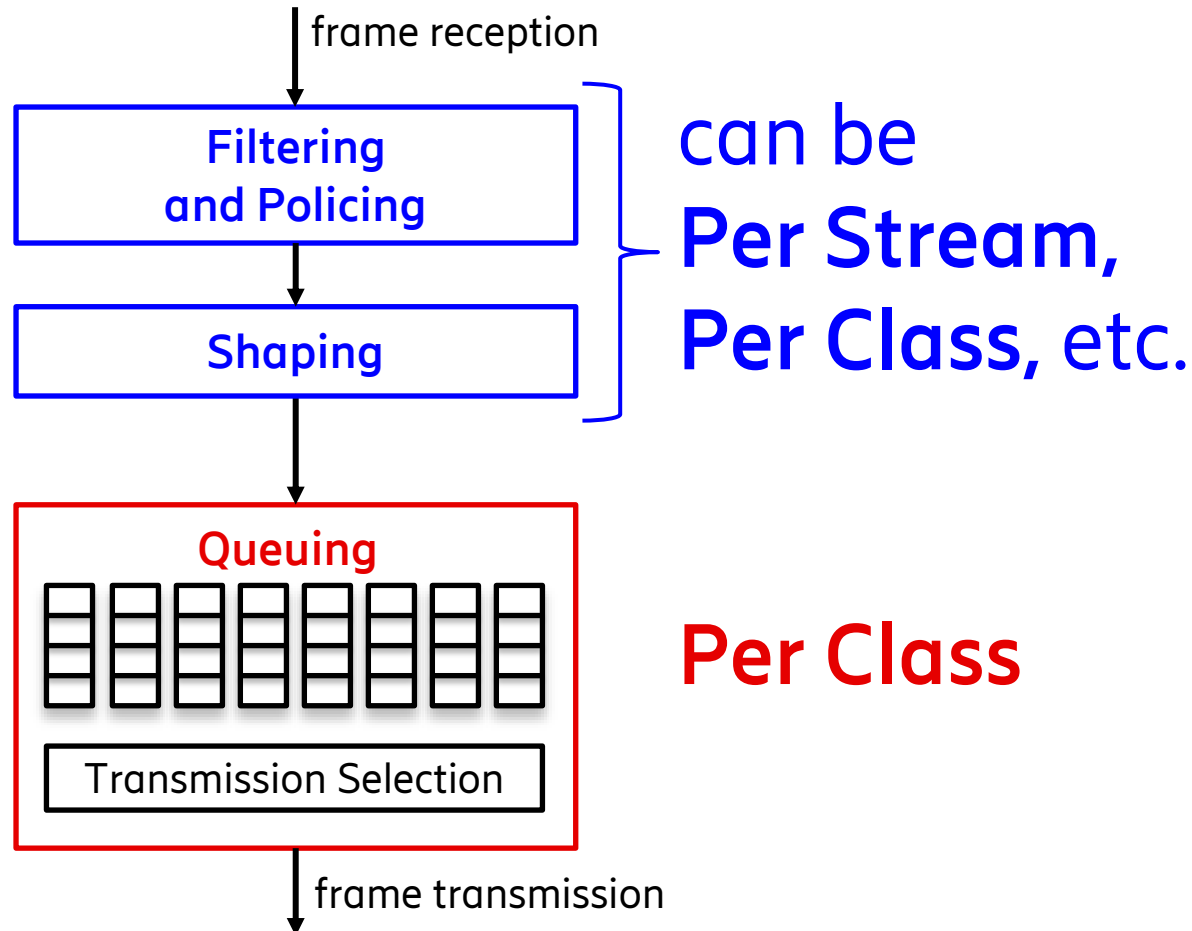 frame reception
Filtering
and Policing
Shaping
can be
Per Stream,
Per Class, etc.
Queuing
Transmission Selection
Per Class
frame transmission